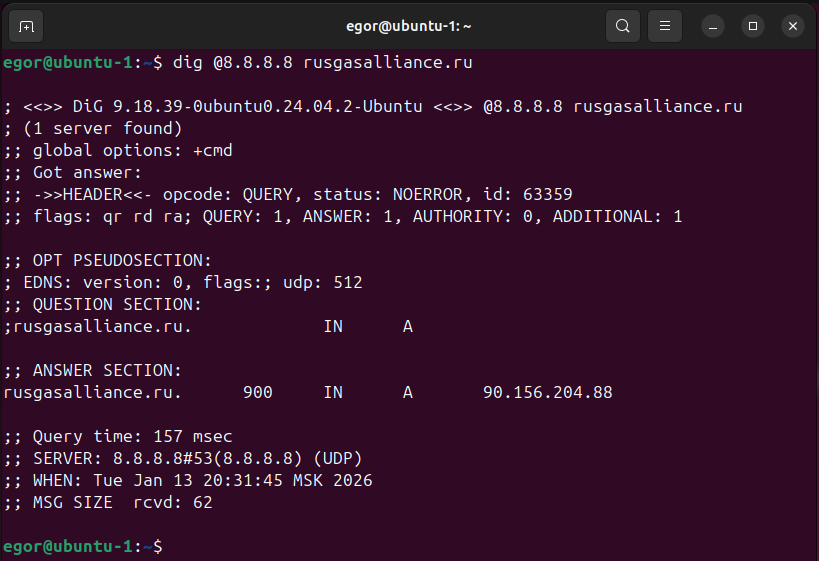 egor@ubuntu-1: ~
egor@ubuntu-1:~$ dig @8.8.8.8 rusgasalliance.ru

; <<>> DiG 9.18.39-0ubuntu0.24.04.2-Ubuntu <<>> @8.8.8.8 rusgasalliance.ru
; (1 server found)
;; global options: +cmd
;; Got answer:
;; ->>HEADER<<- opcode: QUERY, status: NOERROR, id: 63359
;; flags: qr rd ra; QUERY: 1, ANSWER: 1, AUTHORITY: 0, ADDITIONAL: 1

;; OPT PSEUDOSECTION:
; EDNS: version: 0, flags:; udp: 512
;; QUESTION SECTION:
;rusgasalliance.ru.             IN      A

;; ANSWER SECTION:
rusgasalliance.ru.      900     IN      A       90.156.204.88

;; Query time: 157 msec
;; SERVER: 8.8.8.8#53(8.8.8.8) (UDP)
;; WHEN: Tue Jan 13 20:31:45 MSK 2026
;; MSG SIZE  rcvd: 62

egor@ubuntu-1:~$